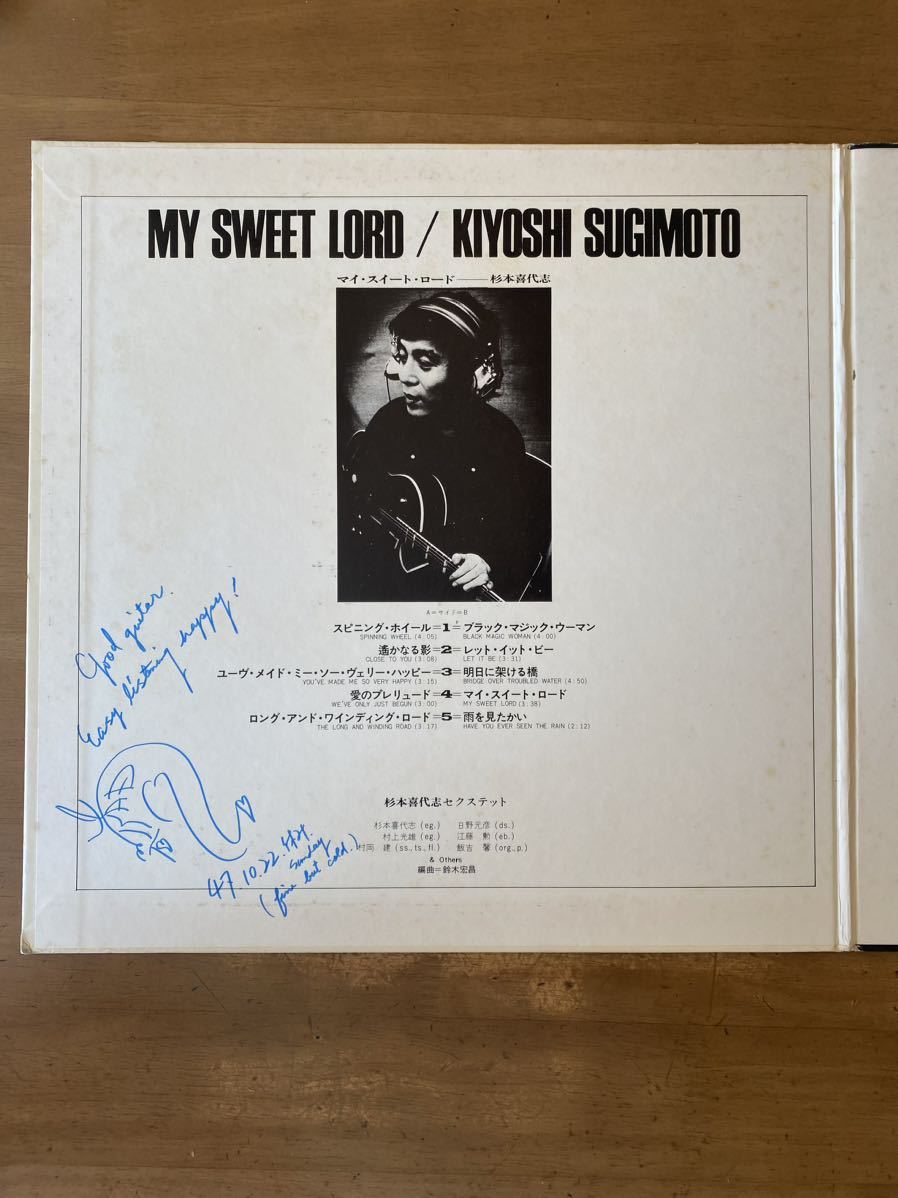 MY SWEET LORD / KIYOSHI SUGIMOTO
マイ・スイート・ロード——杉本喜代志
A=サイド=B
スピニング・ホイール=1=ブラック・マジック・ウーマン
SPINNING WHEEL (4:05) BLACK MAGIC WOMAN (4:00)
遙かなる影=2=レット・イット・ビー
CLOSE TO YOU (3:08) LET IT BE (3:31)
ユーヴ・メイド・ミー・ソー・ヴェリー・ハッピー=3=明日に架ける橋
YOU'VE MADE ME SO VERY HAPPY (3:15) BRIDGE OVER TROUBLED WATER (4:50)
愛のプレリュード=4=マイ・スイート・ロード
WE'VE ONLY JUST BEGUN (3:00) MY SWEET LORD (3:38)
ロング・アンド・ワインディング・ロード=5=雨を見たかい
THE LONG AND WINDING ROAD (3:17) HAVE YOU EVER SEEN THE RAIN (2:12)
杉本喜代志セクステット
杉本喜代志 (eg.) 日野元彦 (ds.)
村上光雄 (eg.) 江藤 勲 (eb.)
村岡 建 (ss., ts., fl.) 飯吉 馨 (org., p.)
& Others
編曲=鈴木宏昌
Good guitar.
Easy listening happy!
47.10.22.
Sunday
(fine but cold.)